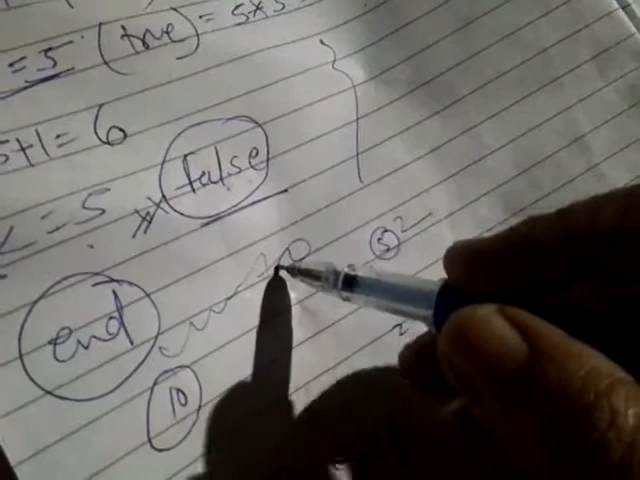 = 5 (true) = 5*5
5+1 = 6
<= 5 false
5 2
end
10